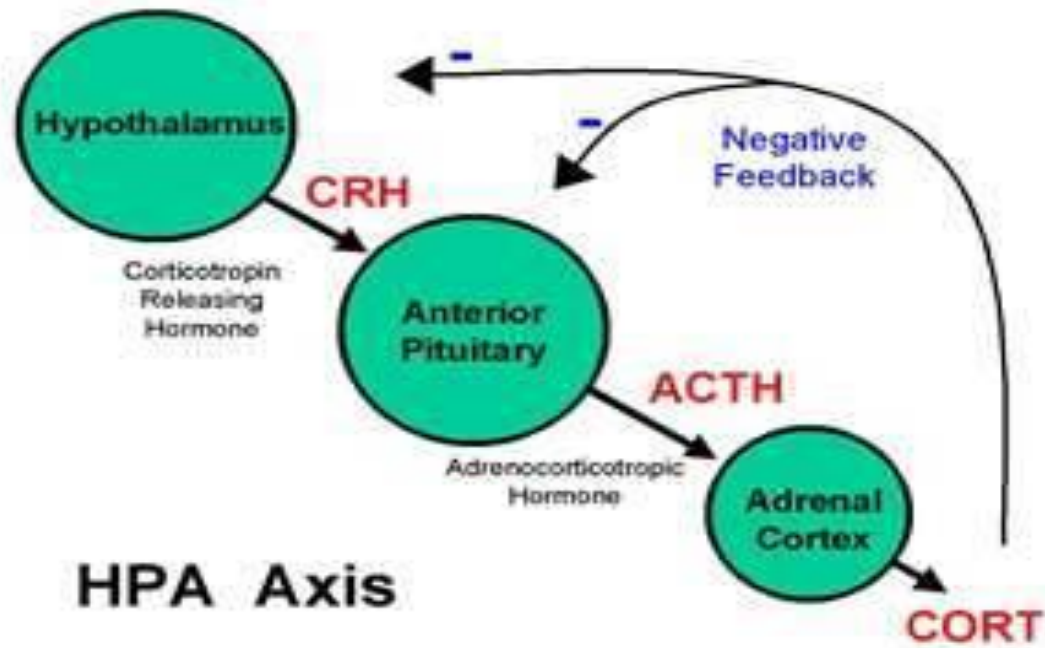 Hypothalamus
-
-
Negative
Feedback
CRH
Corticotropin
Releasing
Hormone
Anterior
Pituitary
ACTH
Adrenocorticotropic
Hormone
Adrenal
Cortex
HPA Axis
CORT